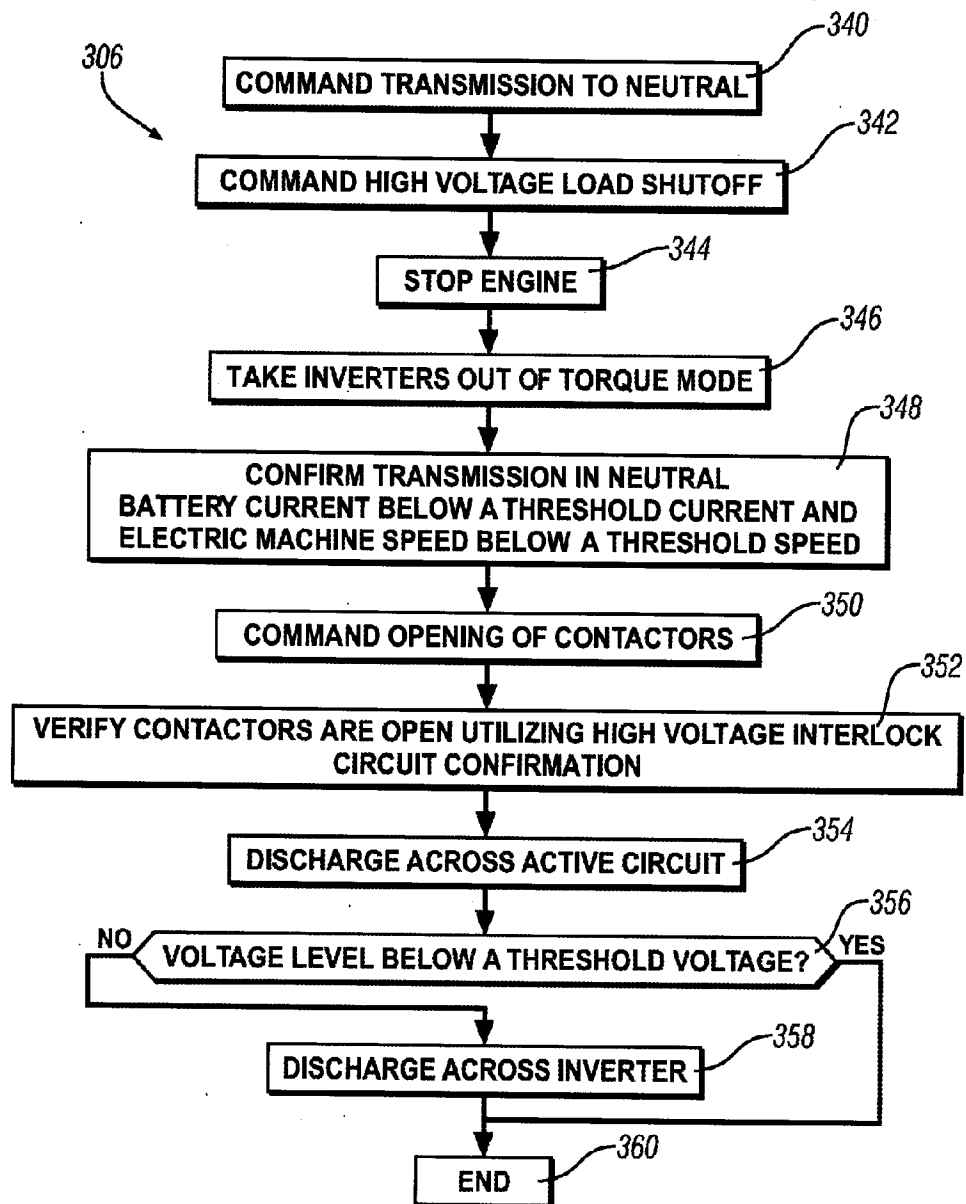 306
340
COMMAND TRANSMISSION TO NEUTRAL
342
COMMAND HIGH VOLTAGE LOAD SHUTOFF
344
STOP ENGINE
346
TAKE INVERTERS OUT OF TORQUE MODE
348
CONFIRM TRANSMISSION IN NEUTRAL
BATTERY CURRENT BELOW A THRESHOLD CURRENT AND
ELECTRIC MACHINE SPEED BELOW A THRESHOLD SPEED
350
COMMAND OPENING OF CONTACTORS
352
VERIFY CONTACTORS ARE OPEN UTILIZING HIGH VOLTAGE INTERLOCK
CIRCUIT CONFIRMATION
354
DISCHARGE ACROSS ACTIVE CIRCUIT
356
NO
VOLTAGE LEVEL BELOW A THRESHOLD VOLTAGE?
YES
358
DISCHARGE ACROSS INVERTER
360
END